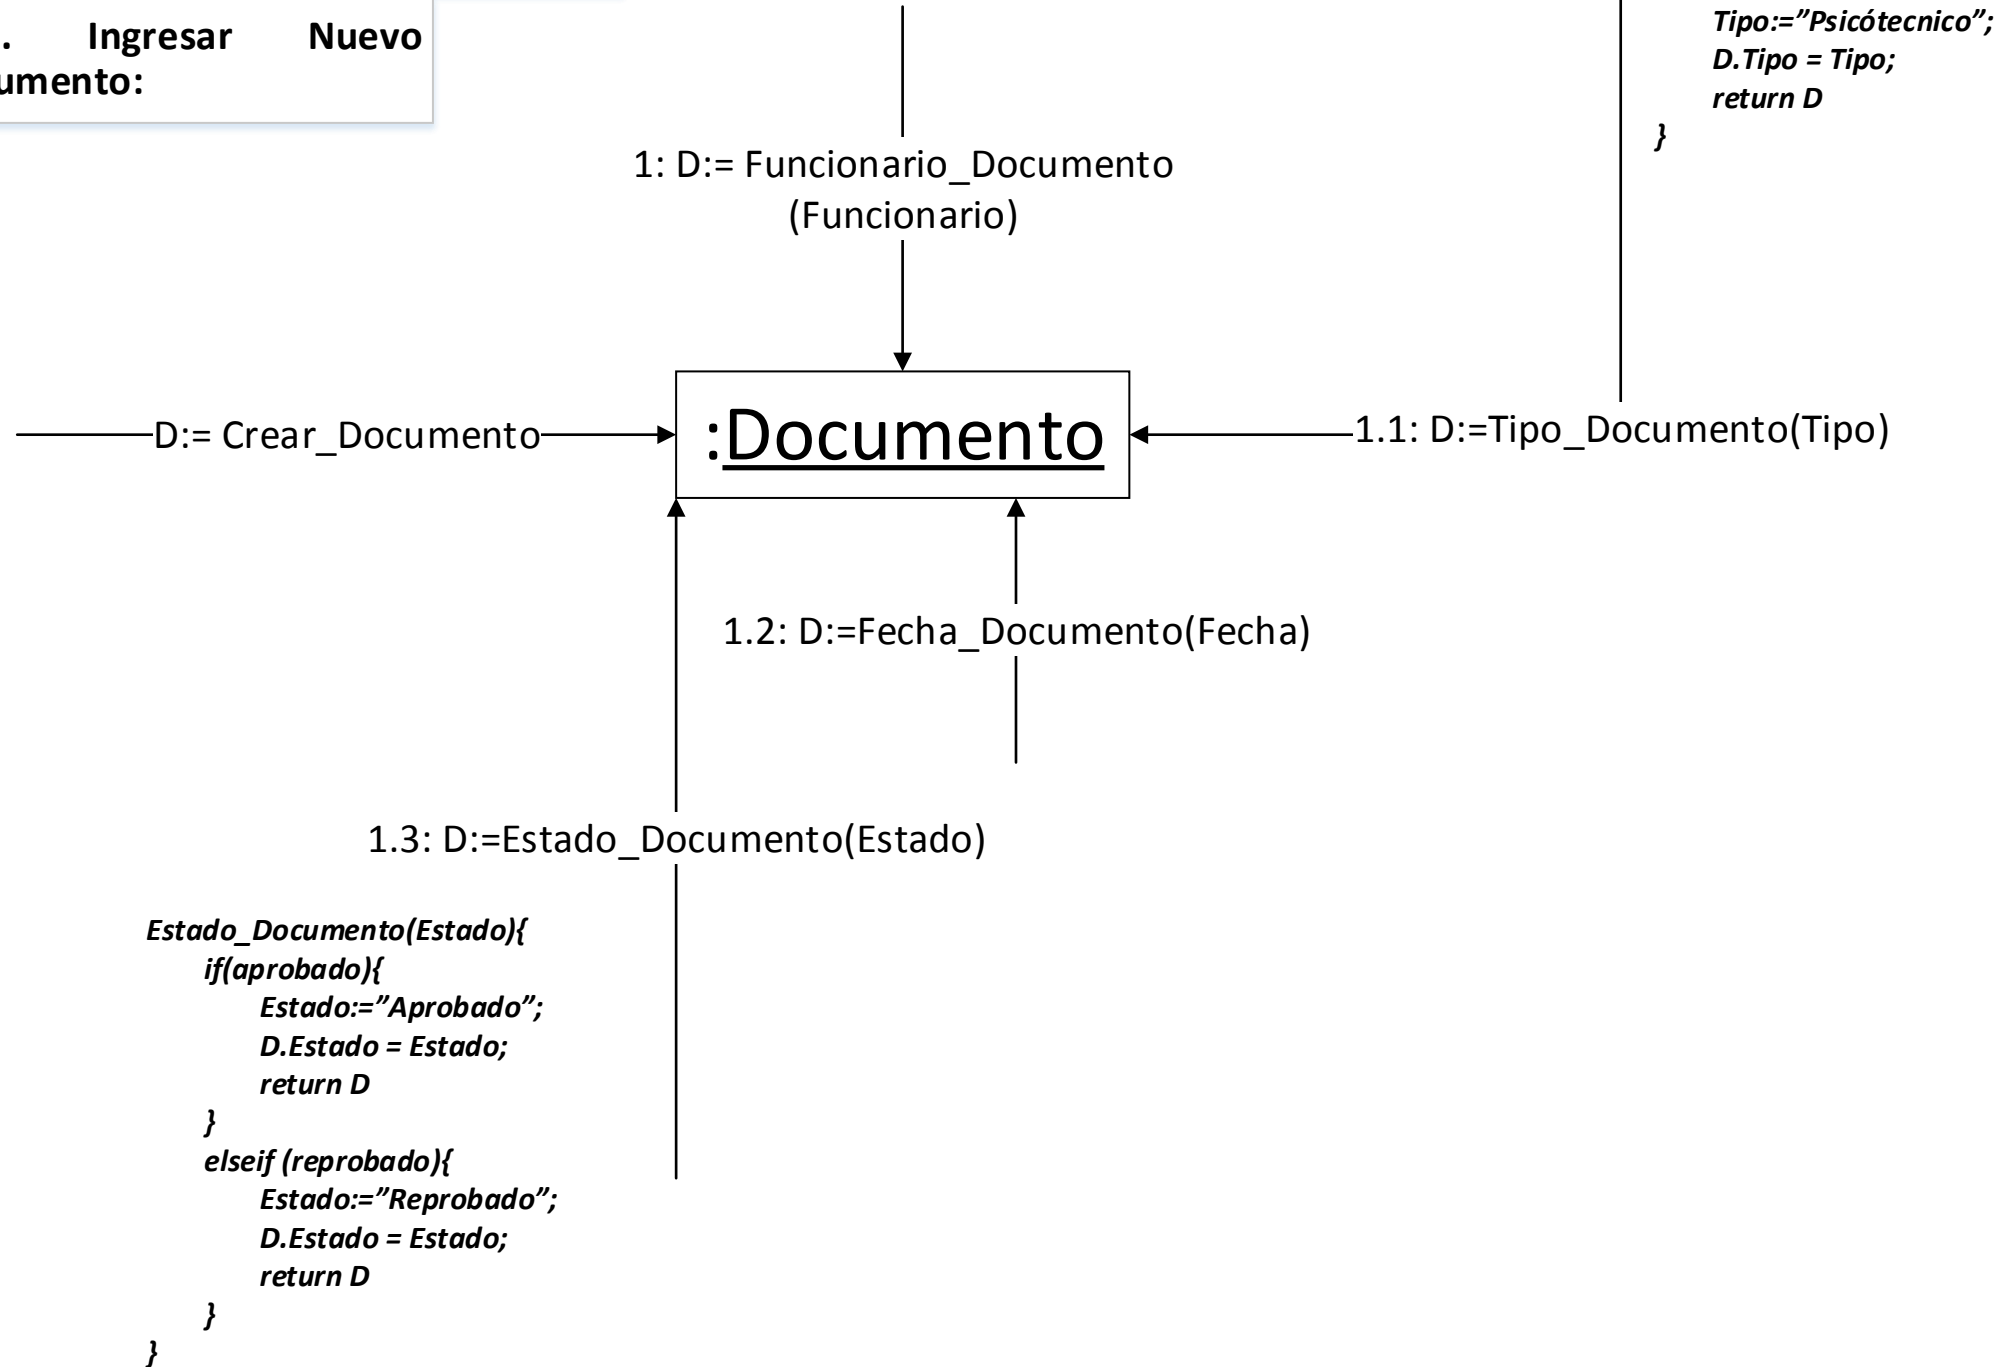 . Ingresar Nuevo
umento:
Tipo:=”Psicótecnico”;
D.Tipo = Tipo;
return D
}
1: D:= Funcionario_Documento
(Funcionario)
D:= Crear_Documento
:Documento
1.1: D:=Tipo_Documento(Tipo)
1.2: D:=Fecha_Documento(Fecha)
1.3: D:=Estado_Documento(Estado)
Estado_Documento(Estado){
if(aprobado){
Estado:=”Aprobado”;
D.Estado = Estado;
return D
}
elseif (reprobado){
Estado:=”Reprobado”;
D.Estado = Estado;
return D
}
}